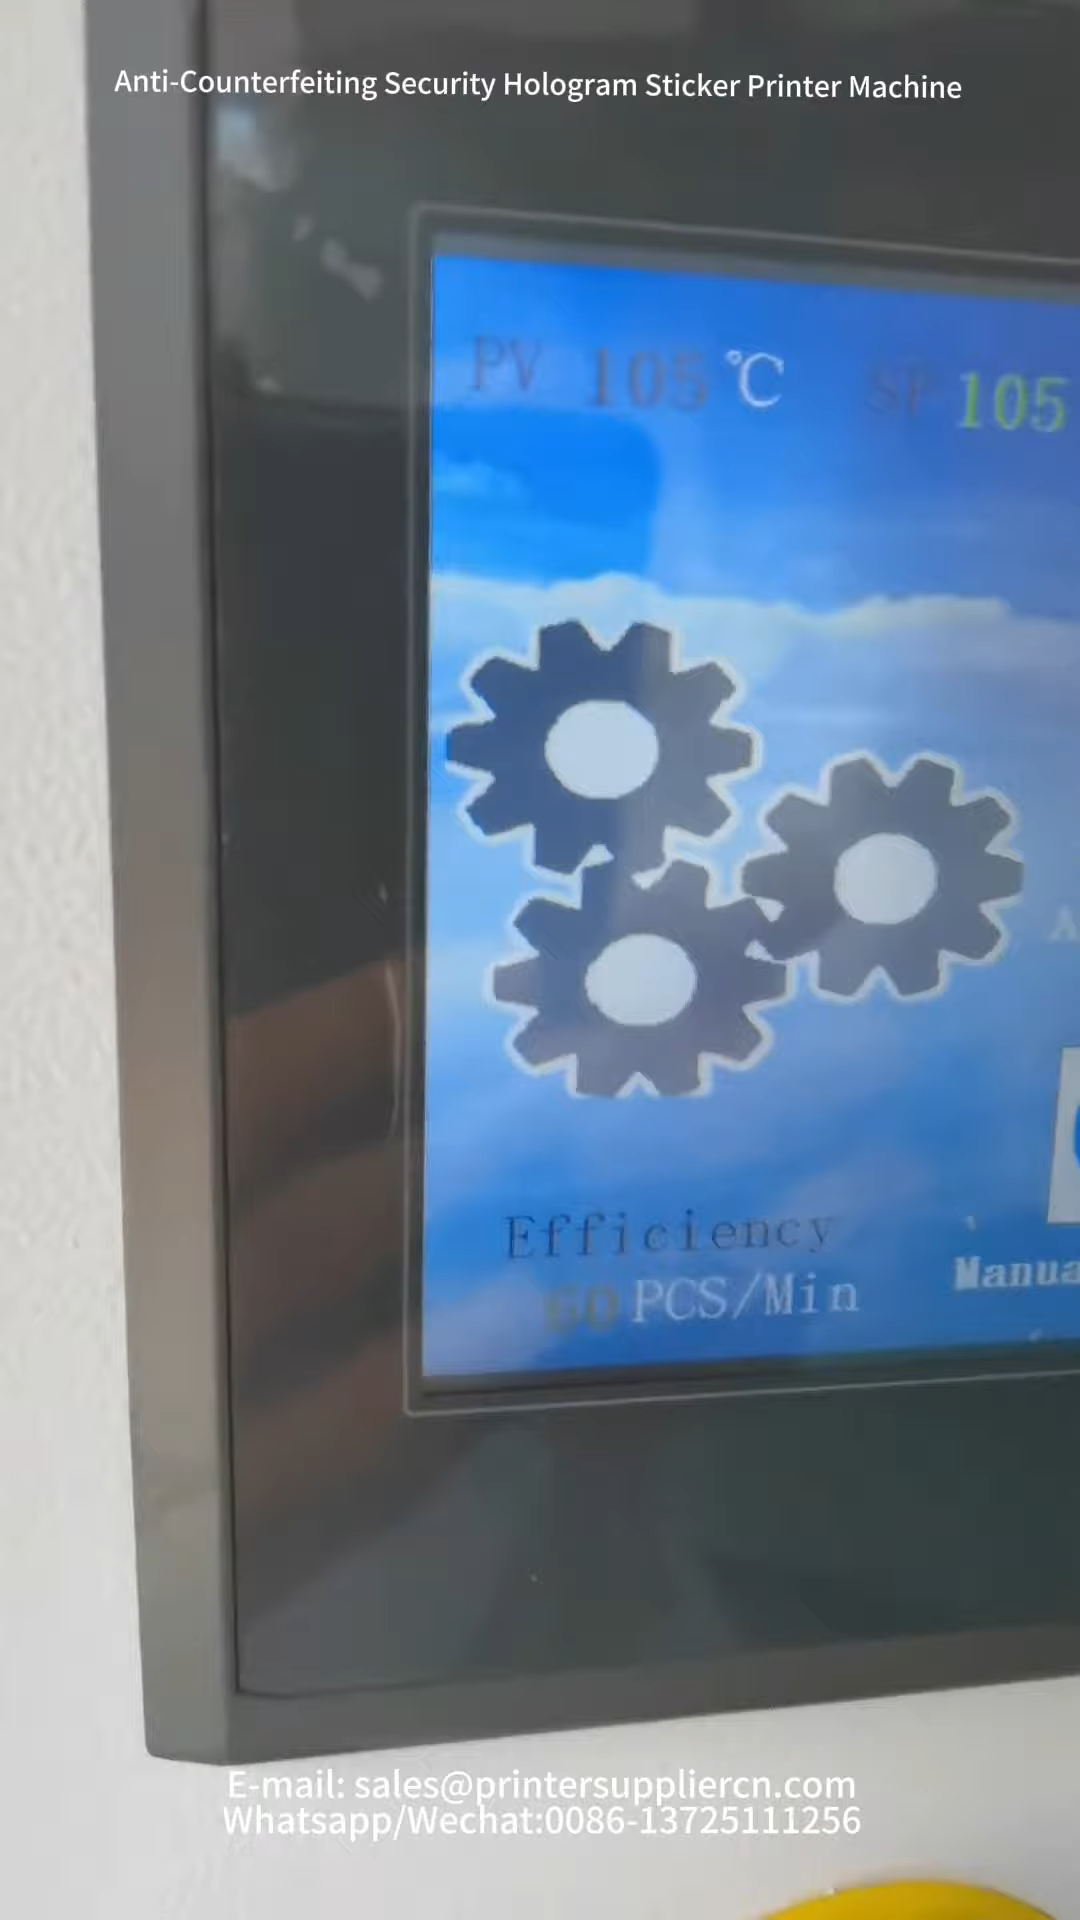 Anti-Counterfeiting Security Hologram Sticker Printer Machine
PV 105 ℃ SP 105
Efficiency
60 PCS/Min
E-mail: sales@printersuppliercn.com
Whatsapp/Wechat:0086-13725111256